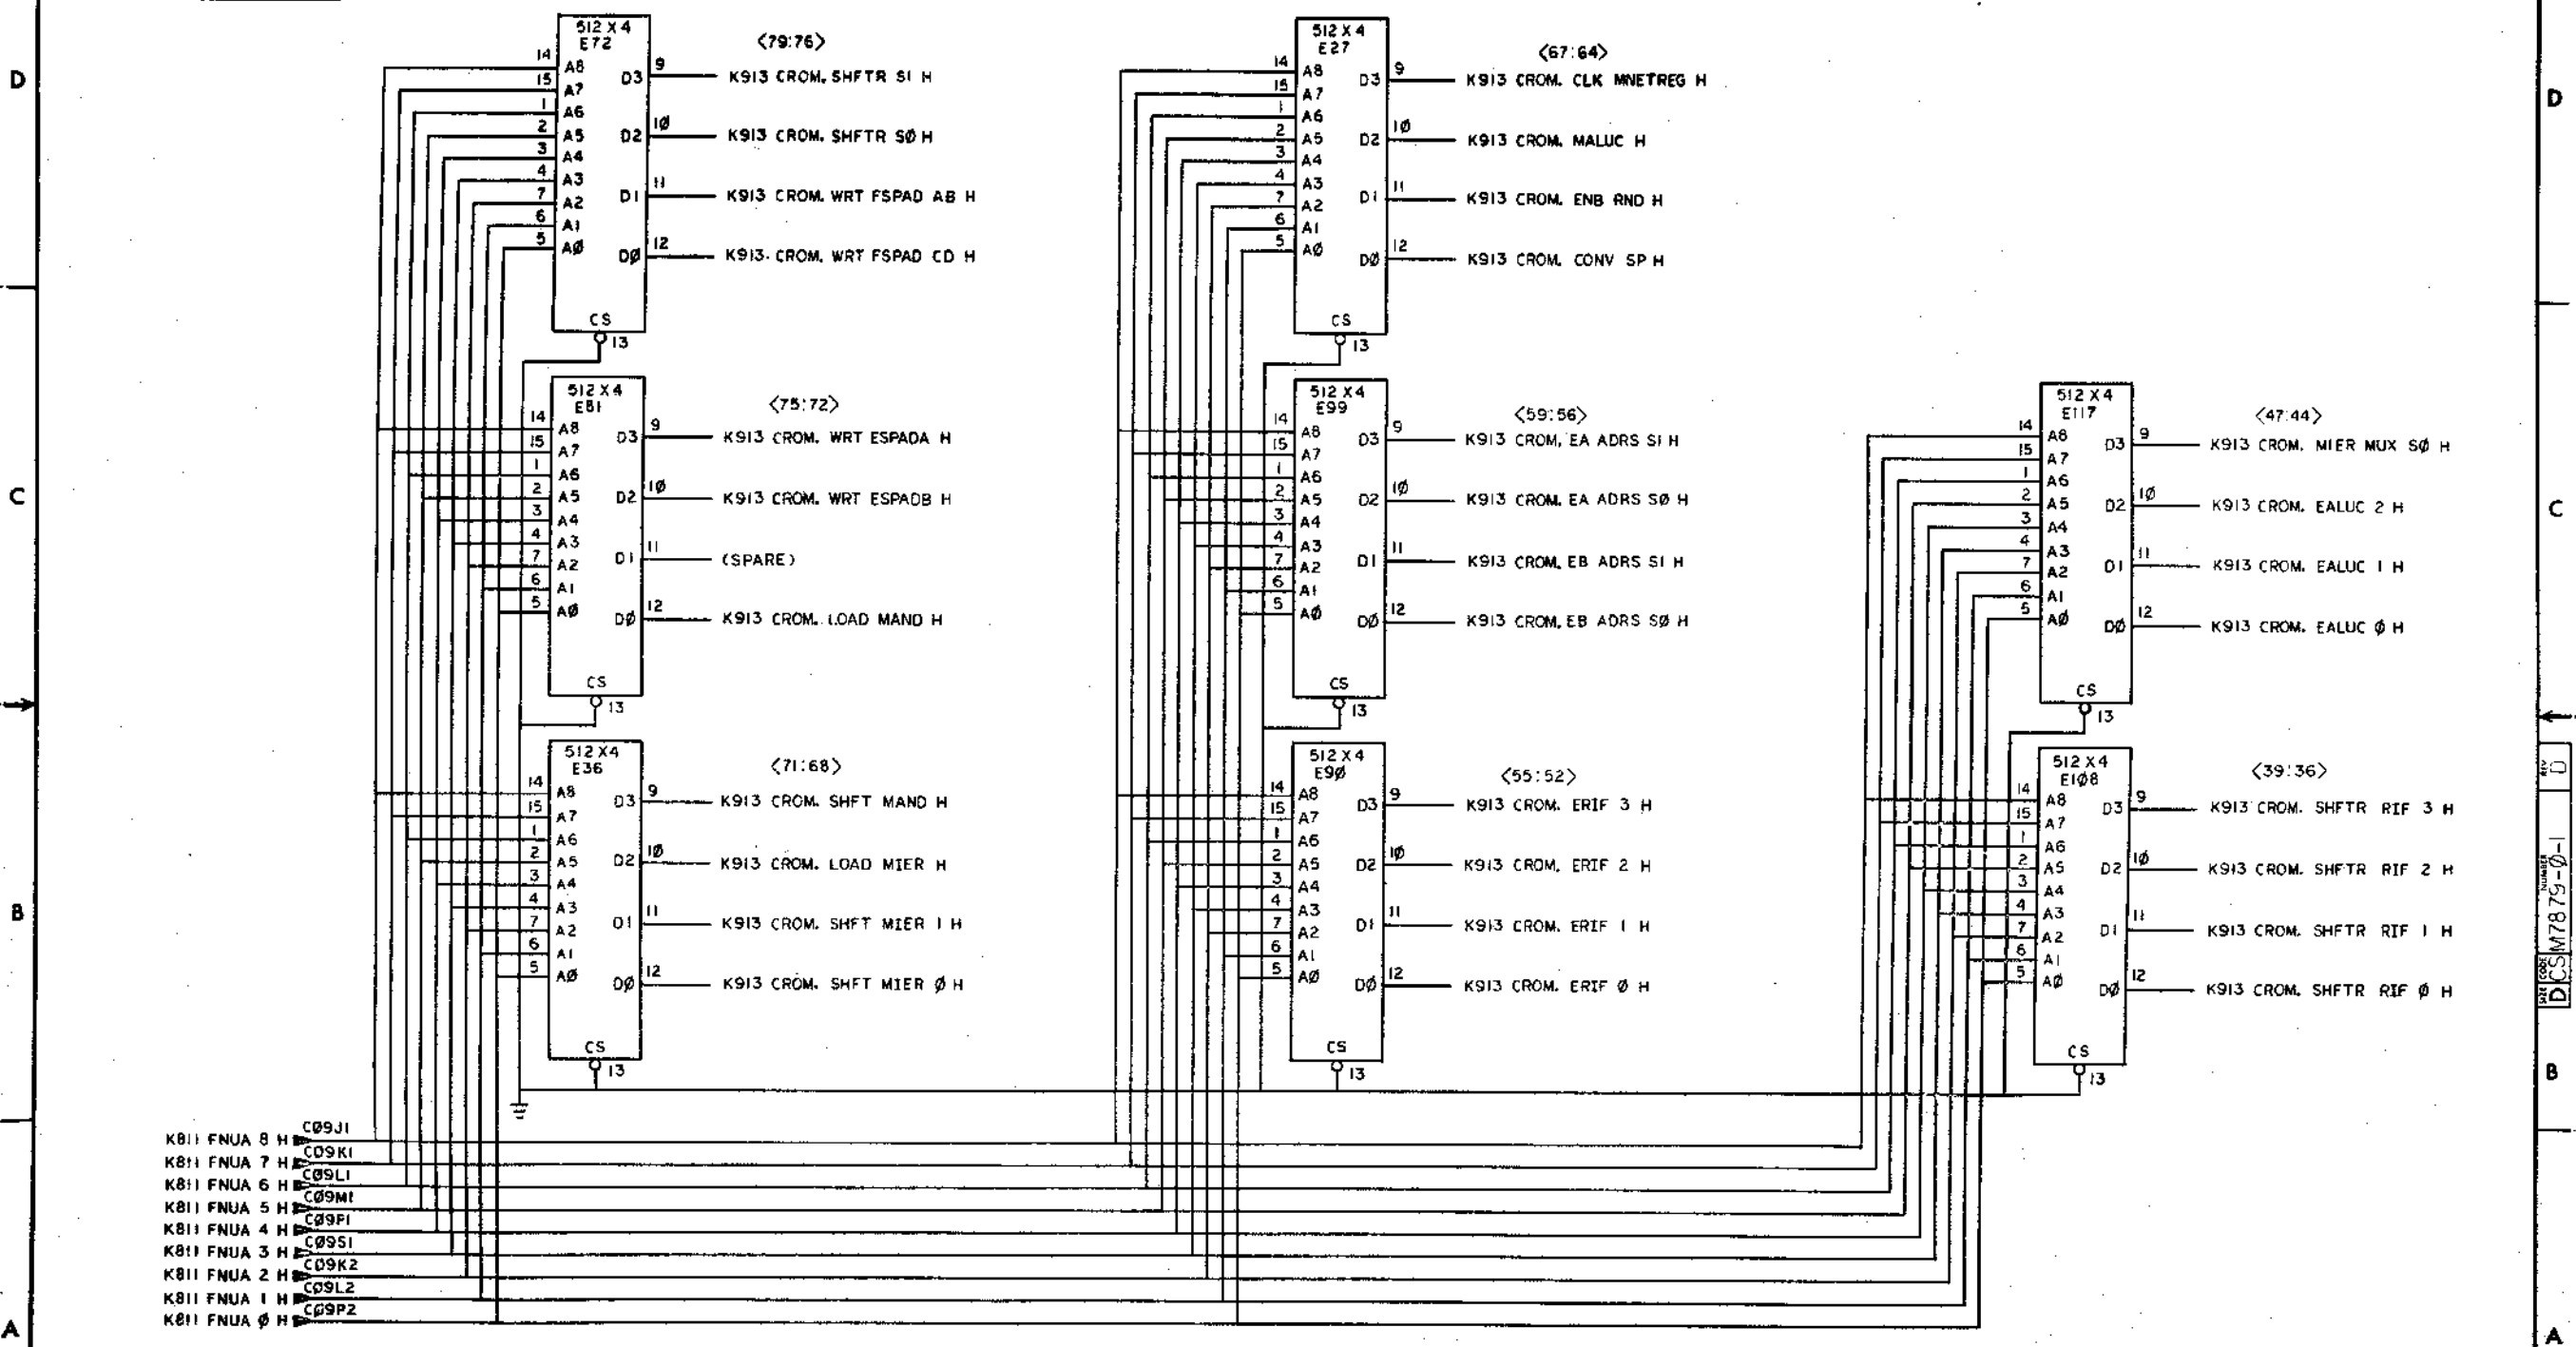 D
512 X 4
E72
<79:76>
14 A8
15 A7
1 A6
2 A5
3 A4
4 A3
7 A2
6 A1
5 AØ
D3 9 K913 CROM. SHFTR S1 H
D2 1Ø K913 CROM. SHFTR SØ H
D1 11 K913 CROM. WRT FSPAD AB H
DØ 12 K913. CROM. WRT FSPAD CD H
CS
13
512 X 4
E81
<75:72>
14 A8
15 A7
1 A6
2 A5
3 A4
4 A3
7 A2
6 A1
5 AØ
D3 9 K913 CROM. WRT ESPADA H
D2 1Ø K913 CROM. WRT ESPADB H
D1 11 (SPARE)
DØ 12 K913 CROM. LOAD MAND H
CS
13
512 X 4
E36
<71:68>
14 A8
15 A7
1 A6
2 A5
3 A4
4 A3
7 A2
6 A1
5 AØ
D3 9 K913 CROM. SHFT MAND H
D2 1Ø K913 CROM. LOAD MIER H
D1 11 K913 CROM. SHFT MIER 1 H
DØ 12 K913 CROM. SHFT MIER Ø H
CS
13
512 X 4
E27
<67:64>
14 A8
15 A7
1 A6
2 A5
3 A4
4 A3
7 A2
6 A1
5 AØ
D3 9 K913 CROM. CLK MNETREG H
D2 1Ø K913 CROM. MALUC H
D1 11 K913 CROM. ENB RND H
DØ 12 K913 CROM. CONV SP H
CS
13
512 X 4
E99
<59:56>
14 A8
15 A7
1 A6
2 A5
3 A4
4 A3
7 A2
6 A1
5 AØ
D3 9 K913 CROM. EA ADRS S1 H
D2 1Ø K913 CROM. EA ADRS SØ H
D1 11 K913 CROM. EB ADRS S1 H
DØ 12 K913 CROM. EB ADRS SØ H
CS
13
512 X 4
E9Ø
<55:52>
14 A8
15 A7
1 A6
2 A5
3 A4
4 A3
7 A2
6 A1
5 AØ
D3 9 K913 CROM. ERIF 3 H
D2 1Ø K913 CROM. ERIF 2 H
D1 11 K913 CROM. ERIF 1 H
DØ 12 K913 CROM. ERIF Ø H
CS
13
512 X 4
E117
<47:44>
14 A8
15 A7
1 A6
2 A5
3 A4
4 A3
7 A2
6 A1
5 AØ
D3 9 K913 CROM. MIER MUX SØ H
D2 1Ø K913 CROM. EALUC 2 H
D1 11 K913 CROM. EALUC 1 H
DØ 12 K913 CROM. EALUC Ø H
CS
13
512 X 4
E1Ø8
<39:36>
14 A8
15 A7
1 A6
2 A5
3 A4
4 A3
7 A2
6 A1
5 AØ
D3 9 K913 CROM. SHFTR RIF 3 H
D2 1Ø K913 CROM. SHFTR RIF 2 H
D1 11 K913 CROM. SHFTR RIF 1 H
DØ 12 K913 CROM. SHFTR RIF Ø H
CS
13
K811 FNUA 8 H CØ9J1
K811 FNUA 7 H CØ9K1
K811 FNUA 6 H CØ9L1
K811 FNUA 5 H CØ9M1
K811 FNUA 4 H CØ9P1
K811 FNUA 3 H CØ9S1
K811 FNUA 2 H CØ9K2
K811 FNUA 1 H CØ9L2
K811 FNUA Ø H CØ9P2
C
B
A
D
C
B
A
SIZE CODE NUMBER REV
D CS M7879-Ø-1 D